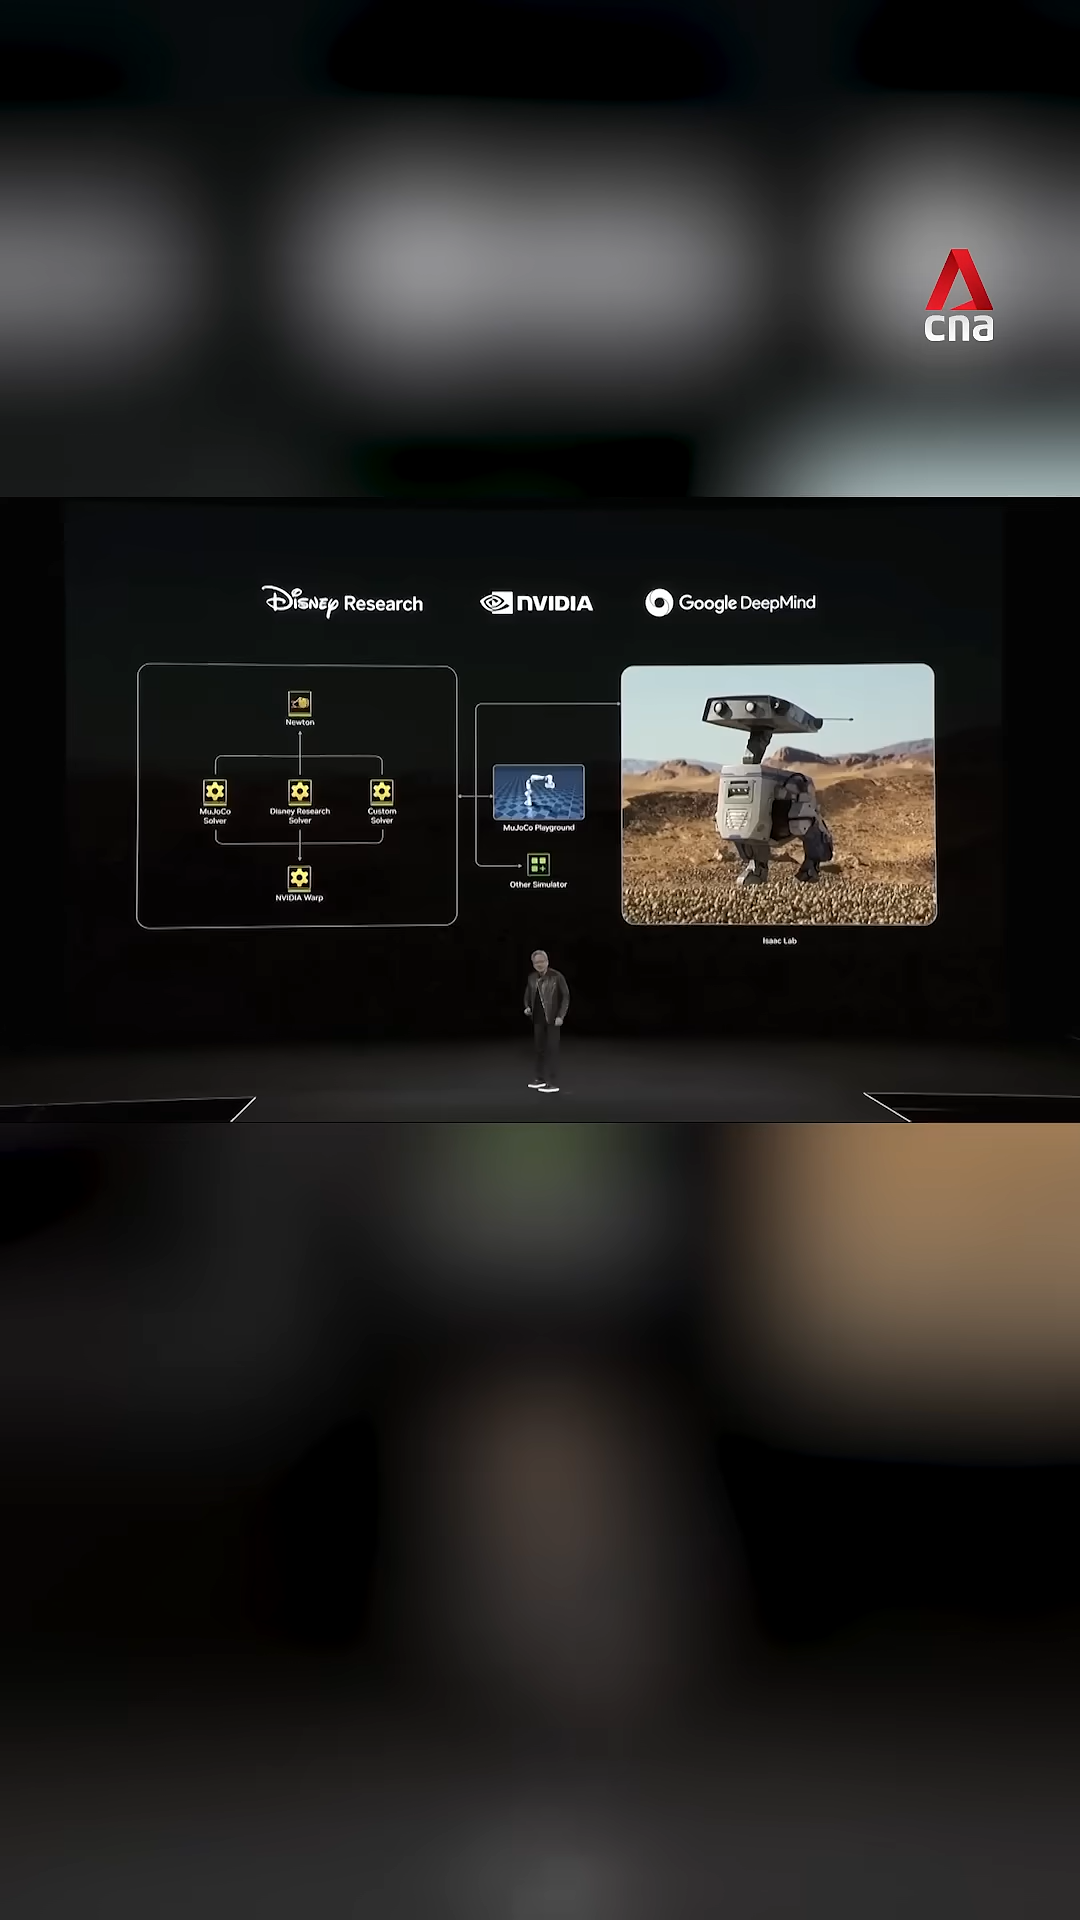 cna
Disney Research
NVIDIA
Google DeepMind
Newton
MuJoCo
Solver
Disney Research
Solver
Custom
Solver
NVIDIA Warp
MuJoCo Playground
Other Simulator
Isaac Lab